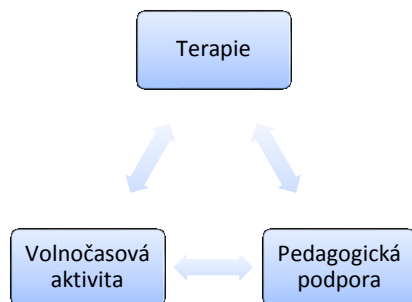 Terapie
Volnočasová
aktivita
Pedagogická
podpora